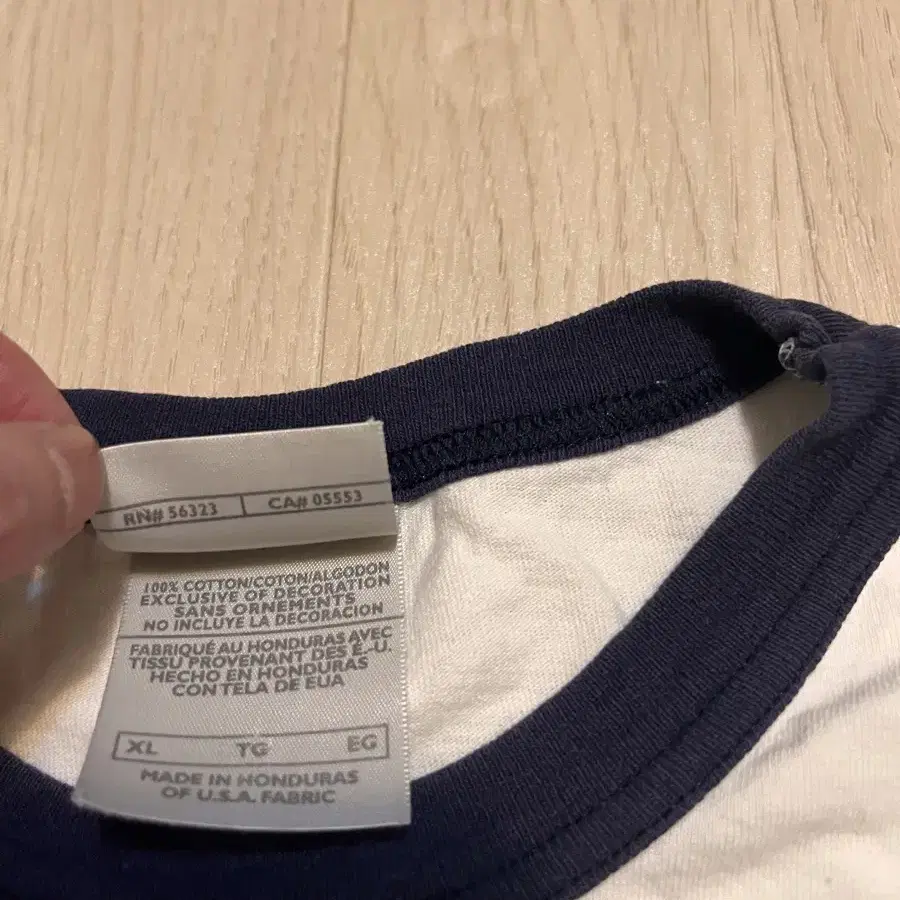 RN# 56323 CA# 05553
100% COTTON/COTON/ALGODON
EXCLUSIVE OF DECORATION
SANS ORNEMENTS
NO INCLUYE LA DECORACION
FABRIQUÉ AU HONDURAS AVEC
TISSU PROVENANT DES É.-U.
HECHO EN HONDURAS
CON TELA DE EUA
XL TG EG
MADE IN HONDURAS
OF U.S.A. FABRIC